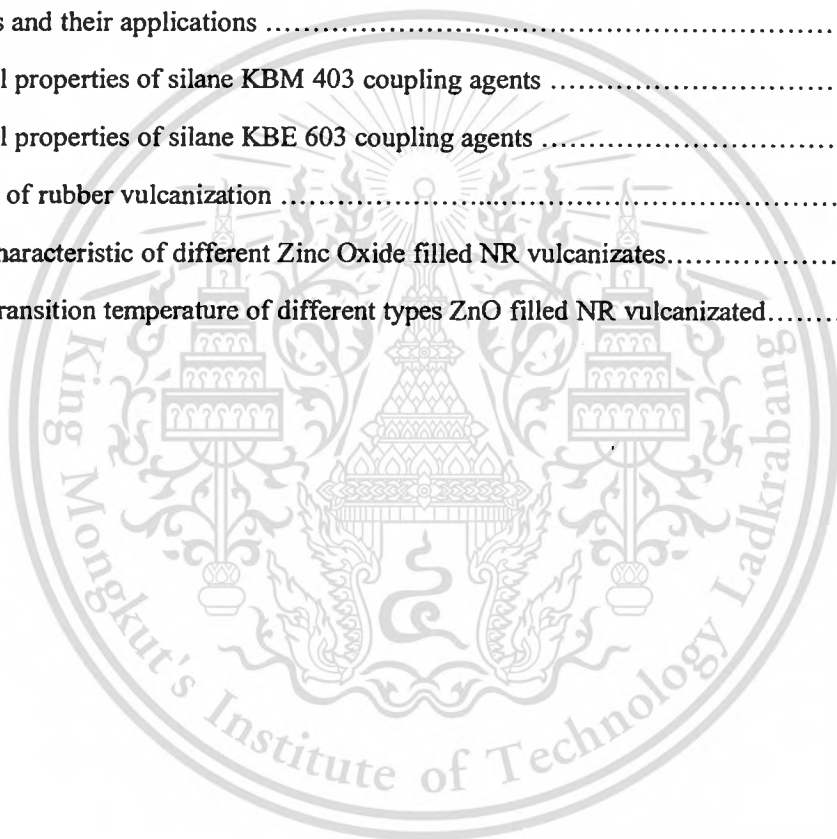 s and their applications ....................................................................
l properties of silane KBM 403 coupling agents ...................................
l properties of silane KBE 603 coupling agents ....................................
of rubber vulcanization .....................................................................
haracteristic of different Zinc Oxide filled NR vulcanizates..................
ransition temperature of different types ZnO filled NR vulcanizated.........
King Mongkut's Institute of Technology Ladkrabang